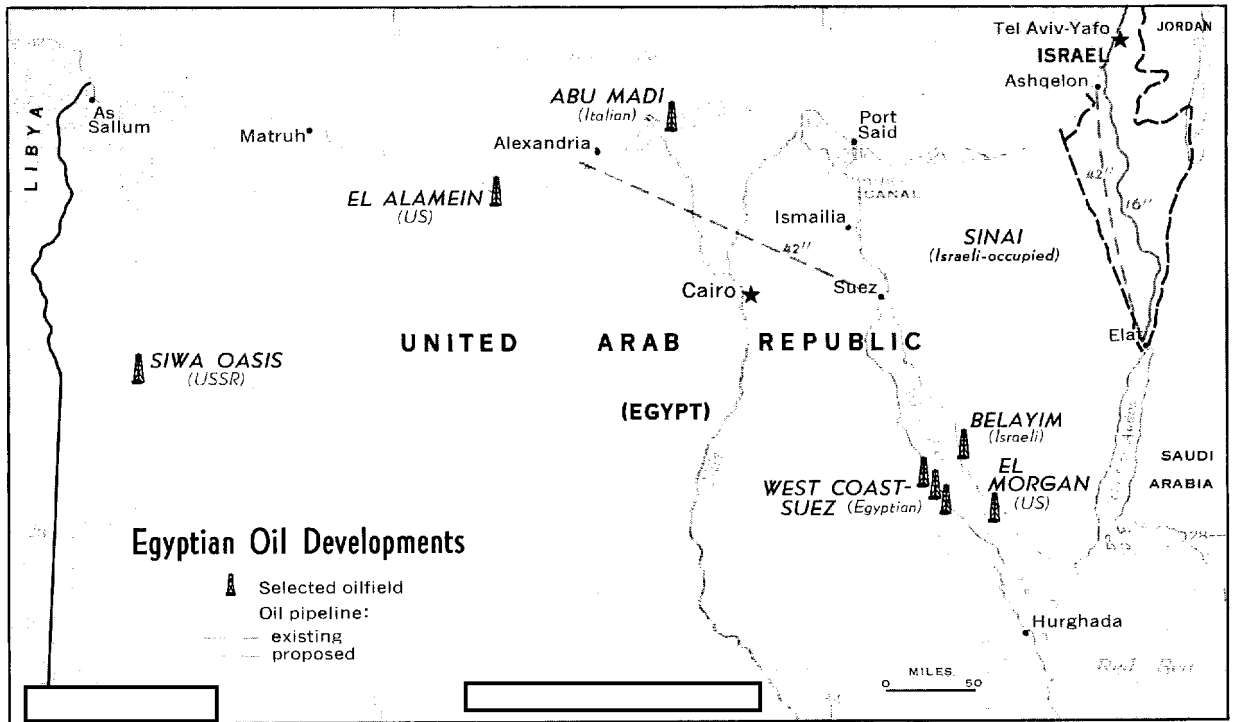 Tel Aviv-Yafo
JORDAN
ISRAEL
Ashqelon
LIBYA
As
Sallum
Matruh
ABU MADI
(Italian)
Alexandria
Port
Said
EL ALAMEIN
(US)
CANAL
Ismailia
42"
16"
SINAI
(Israeli-occupied)
42"
Cairo
Suez
Elat
UNITED ARAB REPUBLIC
(EGYPT)
SIWA OASIS
(USSR)
BELAYIM
(Israeli)
EL
MORGAN
(US)
WEST COAST-
SUEZ (Egyptian)
SAUDI
ARABIA
28
Egyptian Oil Developments
Selected oilfield
Oil pipeline:
existing
proposed
Hurghada
Red Sea
MILES
0 50